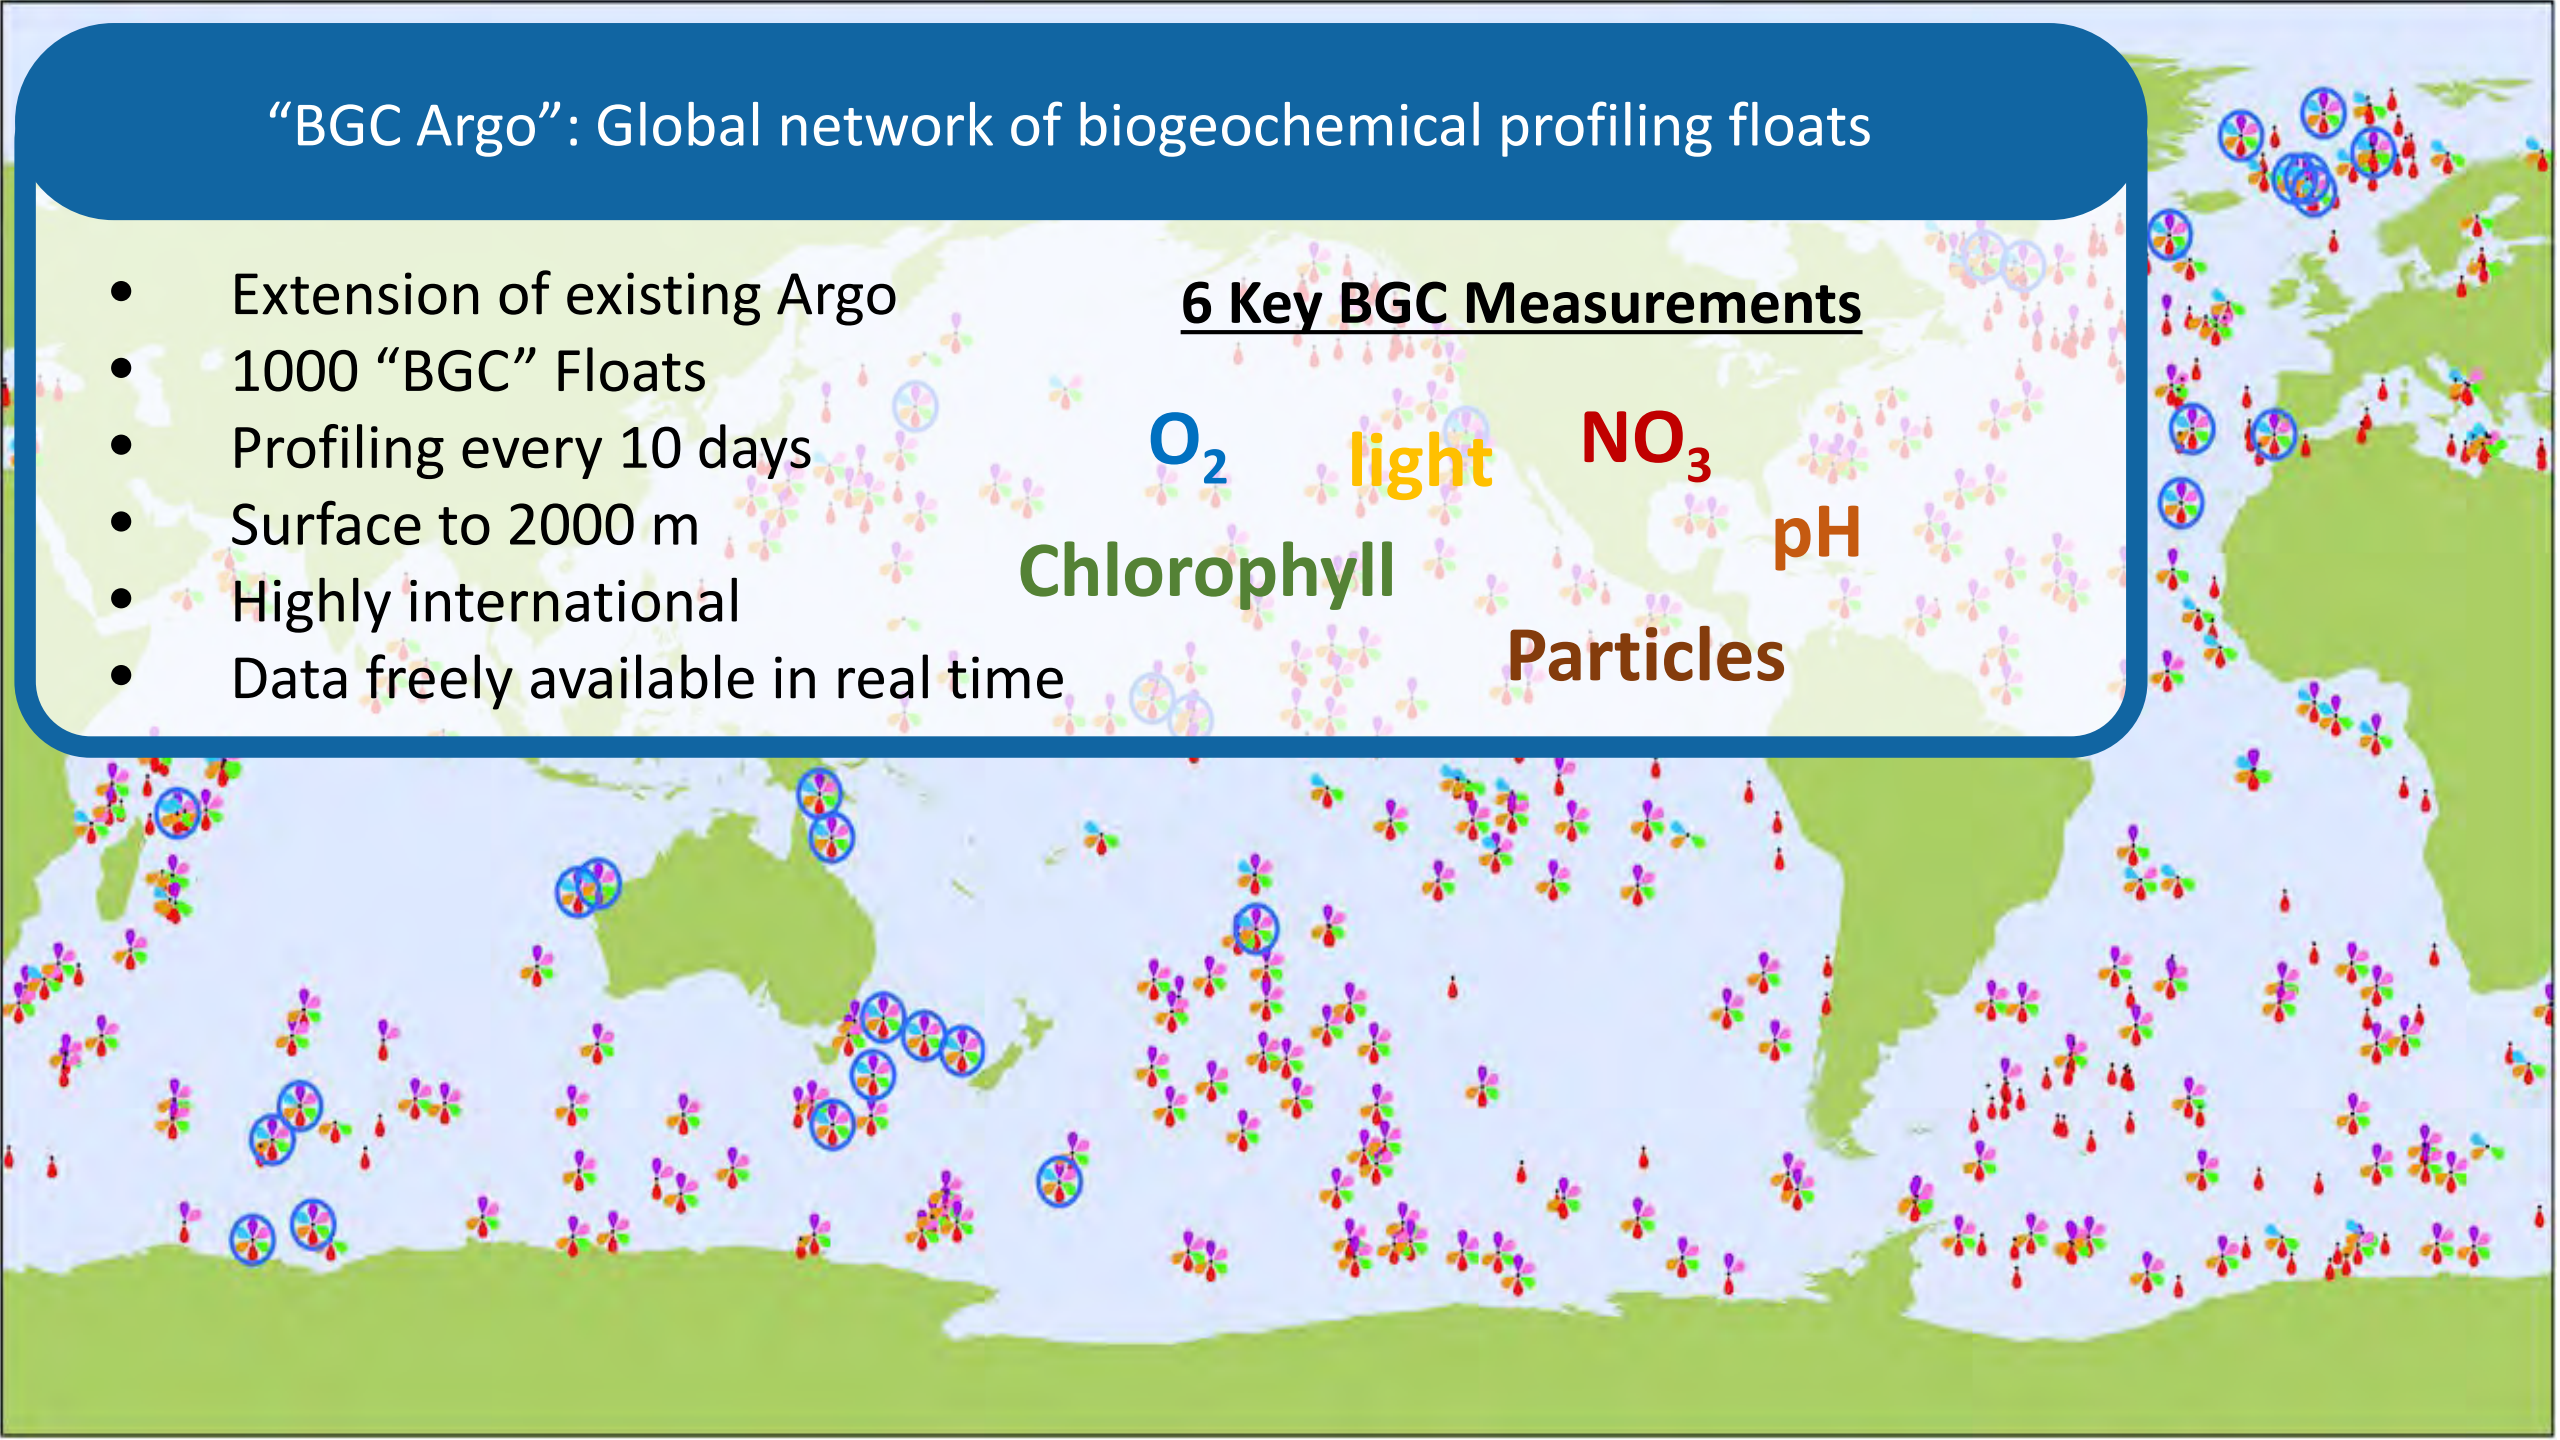 “BGC Argo”: Global network of biogeochemical profiling floats
• Extension of existing Argo
• 1000 “BGC” Floats
• Profiling every 10 days
• Surface to 2000 m
• Highly international
• Data freely available in real time
6 Key BGC Measurements
O₂
light
NO₃
pH
Chlorophyll
Particles